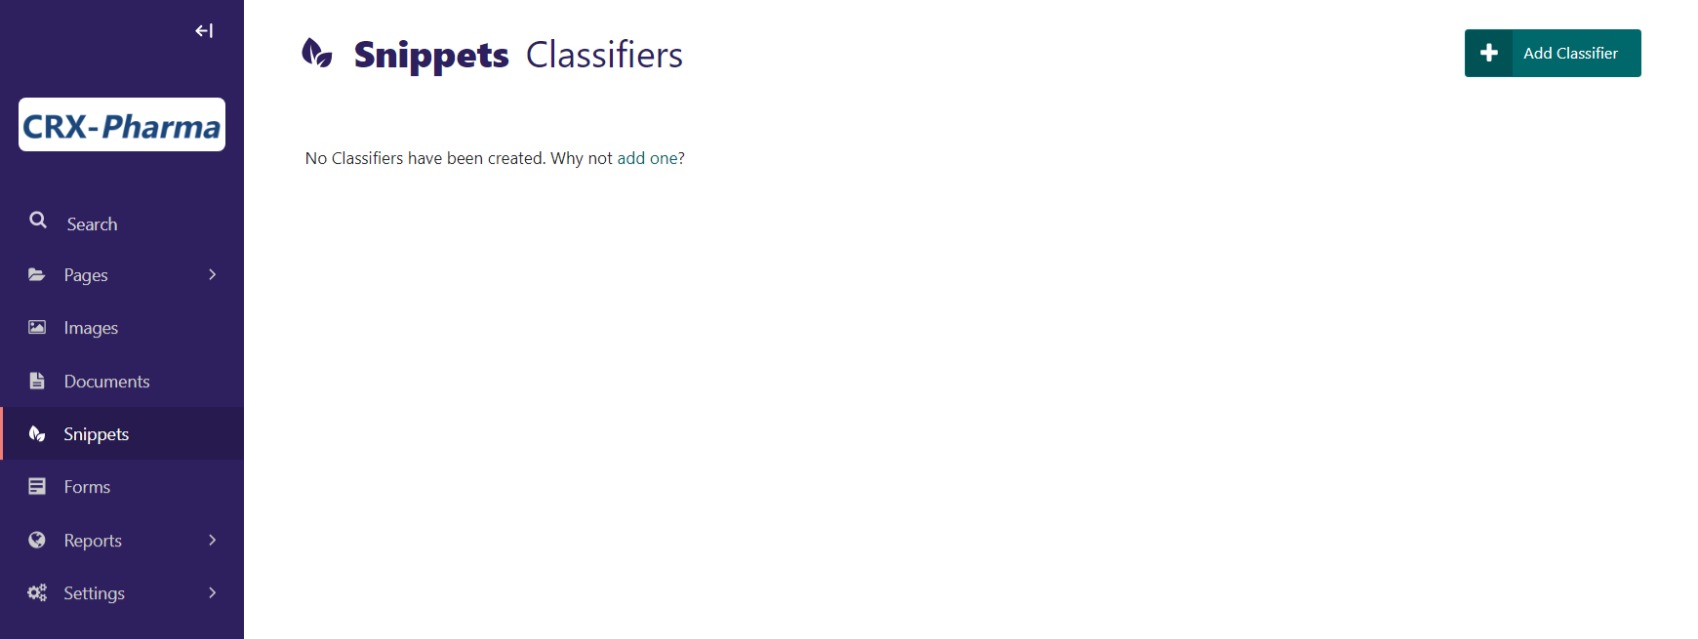 CRX-Pharma
Search
Pages
Images
Documents
Snippets
Forms
Reports
Settings
Snippets Classifiers
Add Classifier
No Classifiers have been created. Why not add one?